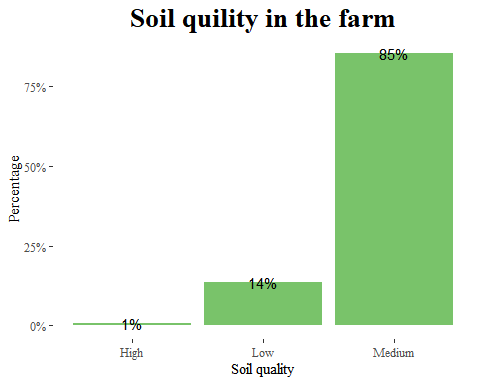 Soil quility in the farm
85%
75%
50%
25%
14%
1%
0%
Percentage
High Low Medium
Soil quality